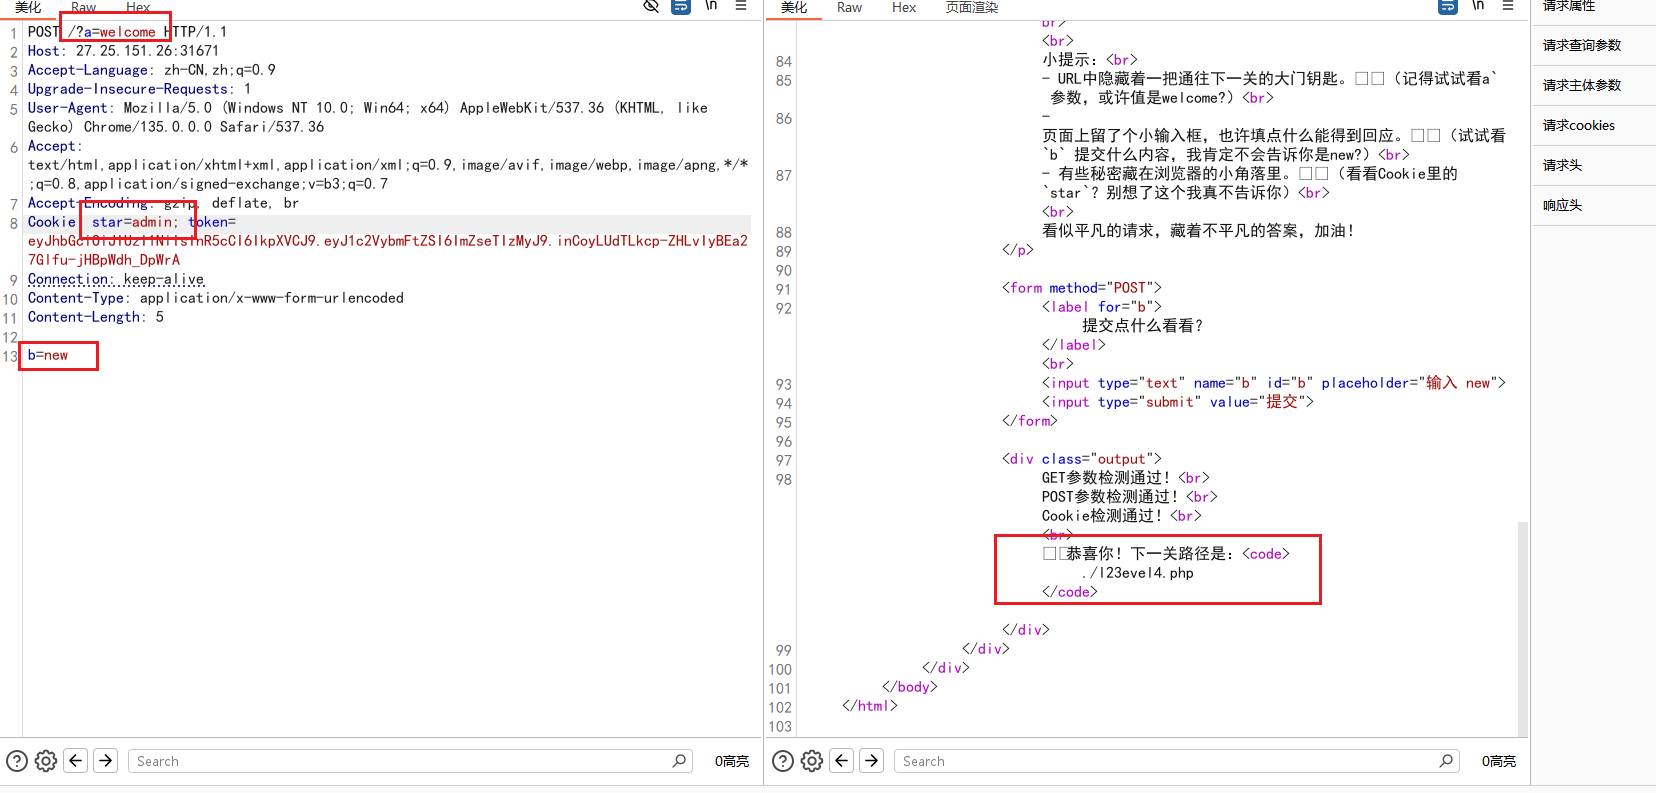 美化 Raw Hex \n
1 POST /?a=welcome HTTP/1.1
2 Host: 27.25.151.26:31671
3 Accept-Language: zh-CN,zh;q=0.9
4 Upgrade-Insecure-Requests: 1
5 User-Agent: Mozilla/5.0 (Windows NT 10.0; Win64; x64) AppleWebKit/537.36 (KHTML, like
Gecko) Chrome/135.0.0.0 Safari/537.36
6 Accept:
text/html,application/xhtml+xml,application/xml;q=0.9,image/avif,image/webp,image/apng,*/*
;q=0.8,application/signed-exchange;v=b3;q=0.7
7 Accept-Encoding: gzip, deflate, br
8 Cookie: star=admin; token=
7Glfu-jHBpWdh_DpWrA
9 Connection: keep-alive
10 Content-Type: application/x-www-form-urlencoded
11 Content-Length: 5
12
13 b=new
Search 0高亮
美化 Raw Hex 页面渲染 \n
br>
<br>
84 小提示：<br>
85 - URL中隐藏着一把通往下一关的大门钥匙。□□（记得试试看a`
参数，或许值是welcome?）<br>
86 -
页面上留了个小输入框，也许填点什么能得到回应。□□（试试看
`b` 提交什么内容，我肯定不会告诉你是new?）<br>
87 - 有些秘密藏在浏览器的小角落里。□□（看看Cookie里的
`star`？别想了这个我真不告诉你）<br>
<br>
88 看似平凡的请求，藏着不平凡的答案，加油！
89 </p>
90
91 <form method="POST">
92 <label for="b">
提交点什么看看？
</label>
<br>
93 <input type="text" name="b" id="b" placeholder="输入 new">
94 <input type="submit" value="提交">
95 </form>
96
97 <div class="output">
98 GET参数检测通过！<br>
POST参数检测通过！<br>
Cookie检测通过！<br>
<br>
□□恭喜你！下一关路径是：<code>
./l23evel4.php
</code>
</div>
99 </div>
100 </div>
101 </body>
102 </html>
103
Search 0高亮
请求属性
请求查询参数
请求主体参数
请求cookies
请求头
响应头